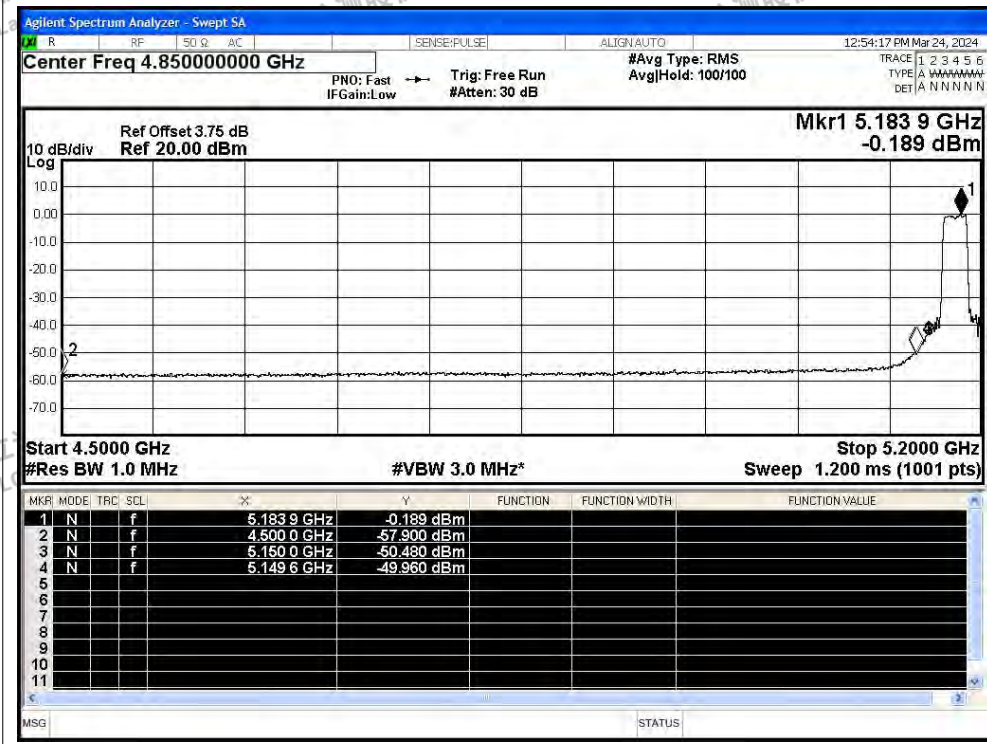 Agilent Spectrum Analyzer - Swept SA
R RF 50 Ω AC SENSE:PULSE ALIGN AUTO 12:54:17 PM Mar 24, 2024
Center Freq 4.850000000 GHz #Avg Type: RMS TRACE 1 2 3 4 5 6
PNO: Fast Trig: Free Run Avg|Hold: 100/100 TYPE A WWWWW
IFGain:Low #Atten: 30 dB DET A N N N N N
Mkr1 5.183 9 GHz
Ref Offset 3.75 dB
10 dB/div Ref 20.00 dBm -0.189 dBm
Log
10.0
0.00
-10.0
-20.0
-30.0
-40.0
-50.0
-60.0
-70.0
1
2
4
Start 4.5000 GHz Stop 5.2000 GHz
#Res BW 1.0 MHz #VBW 3.0 MHz* Sweep 1.200 ms (1001 pts)
MKR MODE TRC SCL X Y FUNCTION FUNCTION WIDTH FUNCTION VALUE
1 N f 5.183 9 GHz -0.189 dBm
2 N f 4.500 0 GHz -57.900 dBm
3 N f 5.150 0 GHz -50.480 dBm
4 N f 5.149 6 GHz -49.960 dBm
5
6
7
8
9
10
11
MSG STATUS